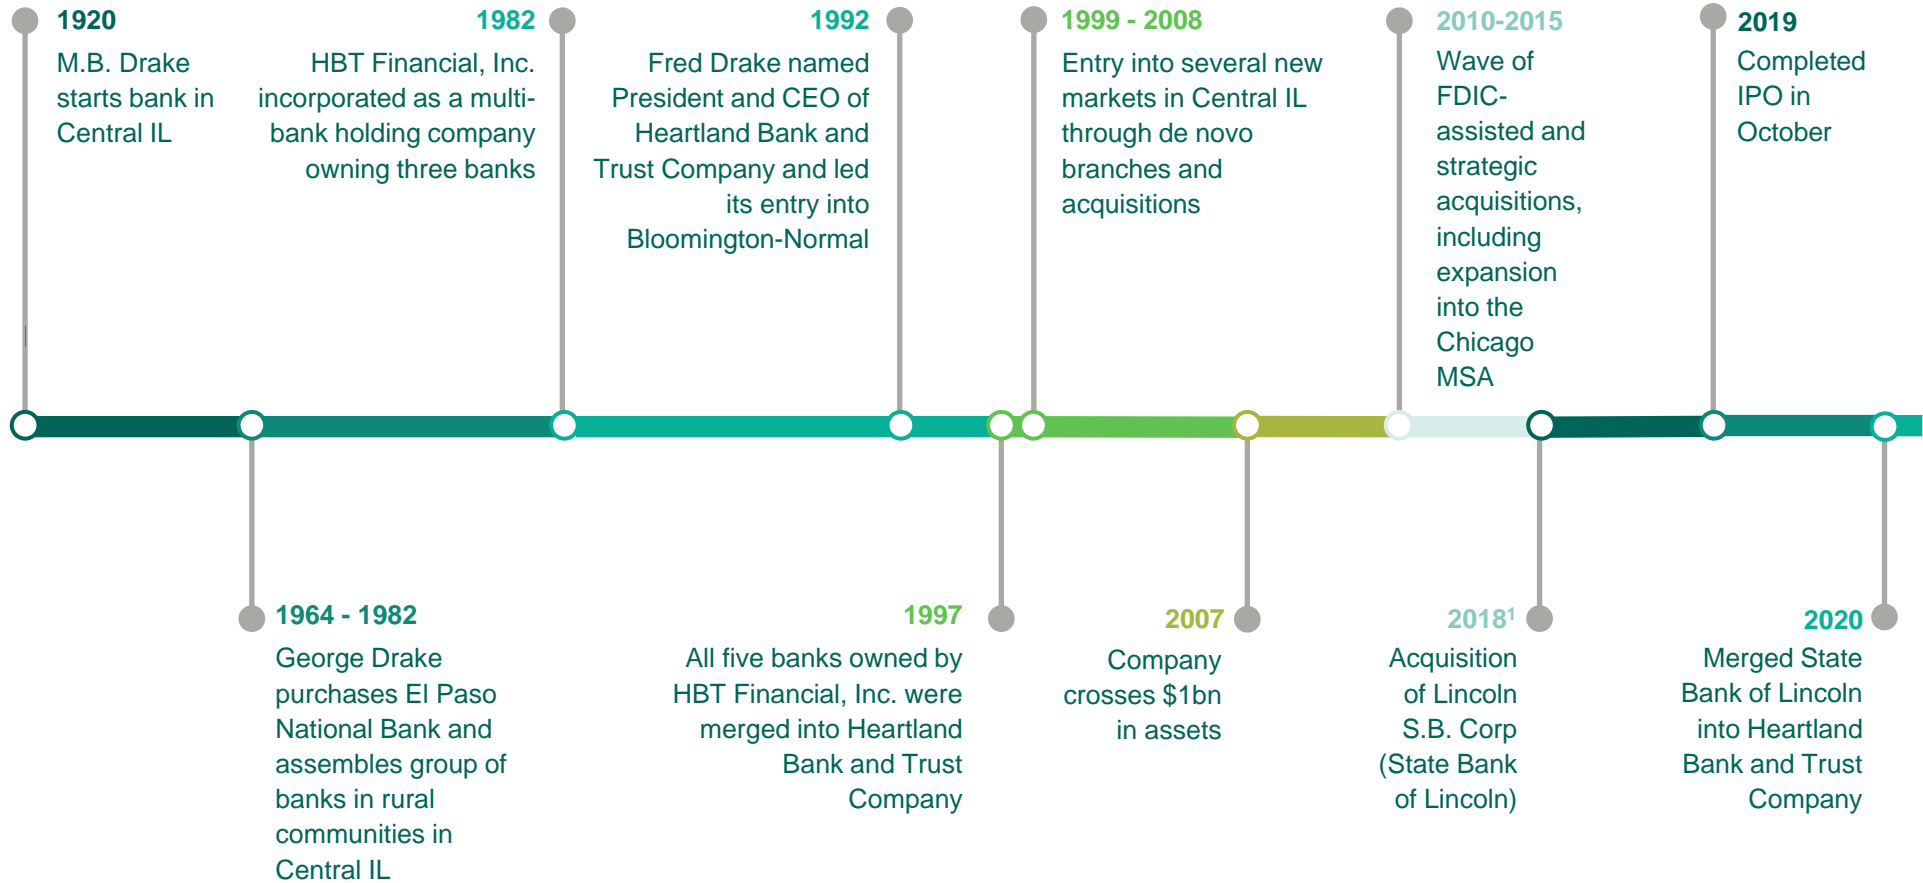 1920
M.B. Drake
starts bank in
Central IL
1982
HBT Financial, Inc.
incorporated as a multi-
bank holding company
owning three banks
1992
Fred Drake named
President and CEO of
Heartland Bank and
Trust Company and led
its entry into
Bloomington-Normal
1999 - 2008
Entry into several new
markets in Central IL
through de novo
branches and
acquisitions
2010-2015
Wave of
FDIC-
assisted and
strategic
acquisitions,
including
expansion
into the
Chicago
MSA
2019
Completed
IPO in
October
1964 - 1982
George Drake
purchases El Paso
National Bank and
assembles group of
banks in rural
communities in
Central IL
1997
All five banks owned by
HBT Financial, Inc. were
merged into Heartland
Bank and Trust
Company
2007
Company
crosses $1bn
in assets
2018¹
Acquisition
of Lincoln
S.B. Corp
(State Bank
of Lincoln)
2020
Merged State
Bank of Lincoln
into Heartland
Bank and Trust
Company